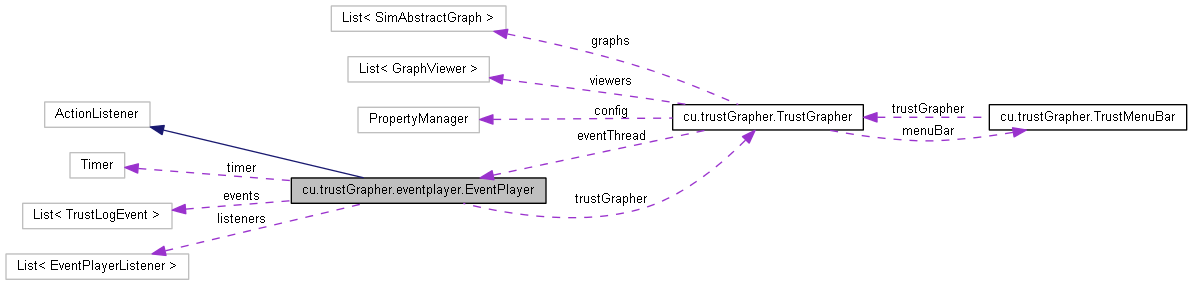 List< SimAbstractGraph >
graphs
List< GraphViewer >
viewers
PropertyManager
config
cu.trustGrapher.TrustGrapher
trustGrapher
cu.trustGrapher.TrustMenuBar
menuBar
eventThread
ActionListener
Timer
timer
cu.trustGrapher.eventplayer.EventPlayer
trustGrapher
events
List< TrustLogEvent >
listeners
List< EventPlayerListener >